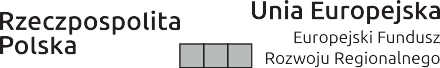 Rzeczpospolita
Polska
Unia Europejska
Europejski Fundusz
Rozwoju Regionalnego